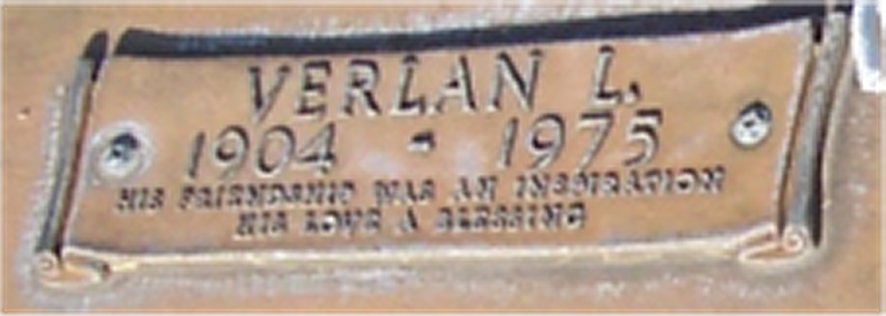 VERLAN L.
1904 - 1975
HIS FRIENDSHIP WAS AN INSPIRATION
HIS LOVE A BLESSING